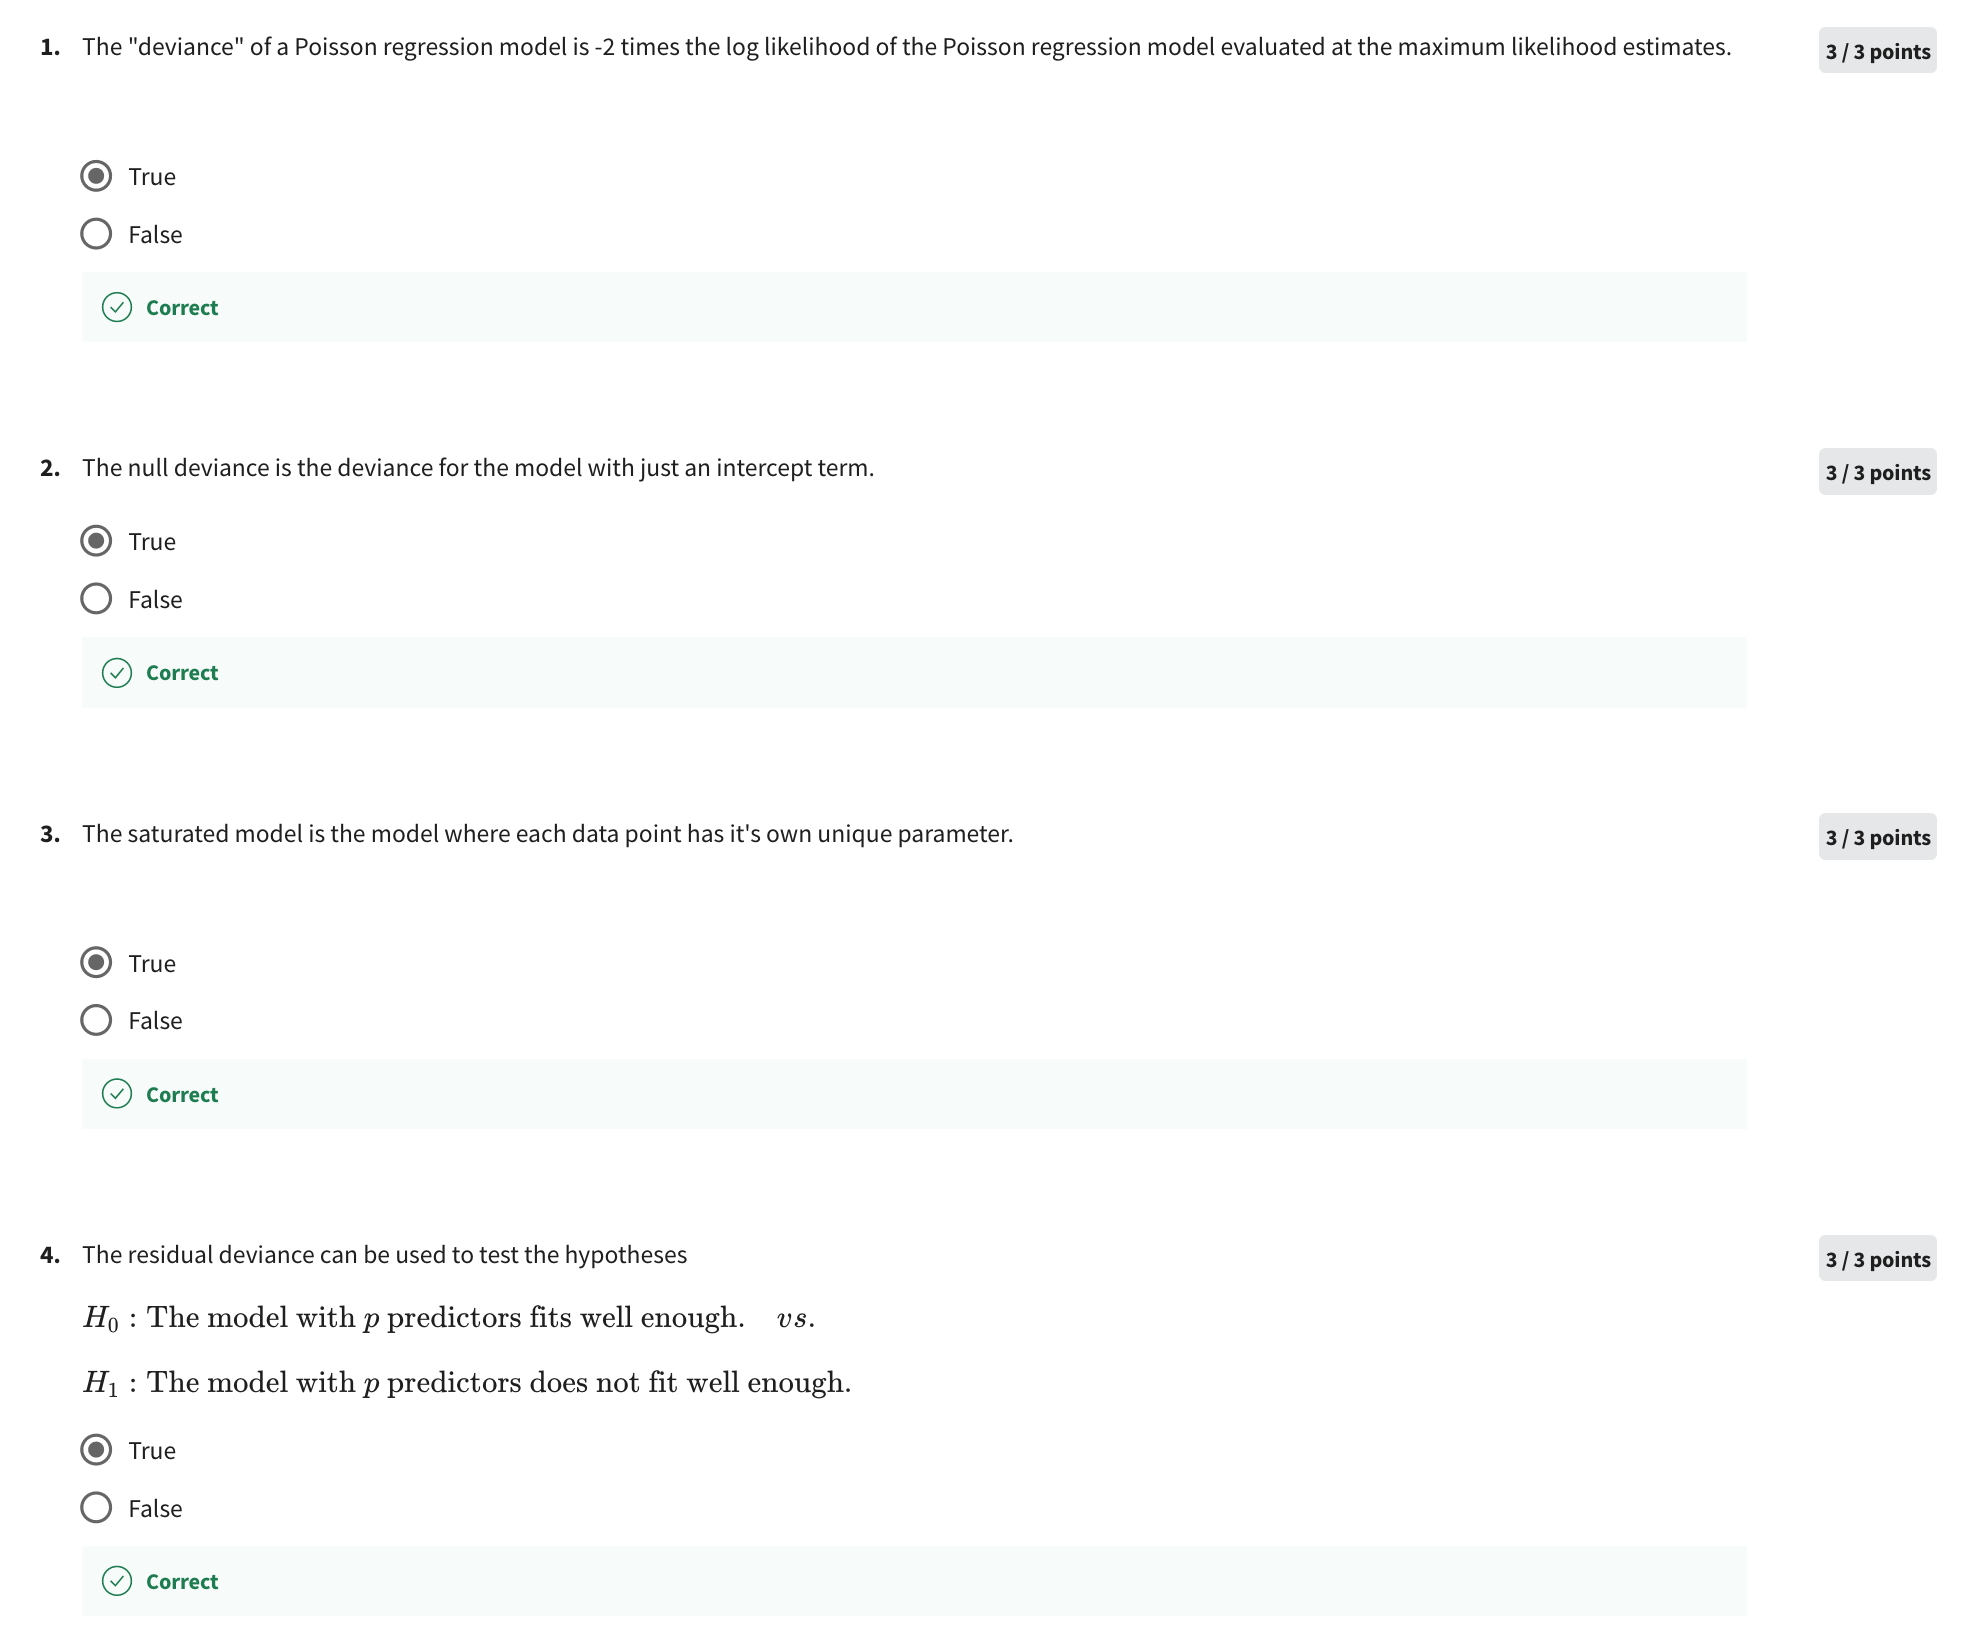 1. The "deviance" of a Poisson regression model is -2 times the log likelihood of the Poisson regression model evaluated at the maximum likelihood estimates.
3 / 3 points
True
False
Correct
2. The null deviance is the deviance for the model with just an intercept term.
3 / 3 points
True
False
Correct
3. The saturated model is the model where each data point has it's own unique parameter.
3 / 3 points
True
False
Correct
4. The residual deviance can be used to test the hypotheses
3 / 3 points
H₀ : The model with p predictors fits well enough. vs.
H₁ : The model with p predictors does not fit well enough.
True
False
Correct